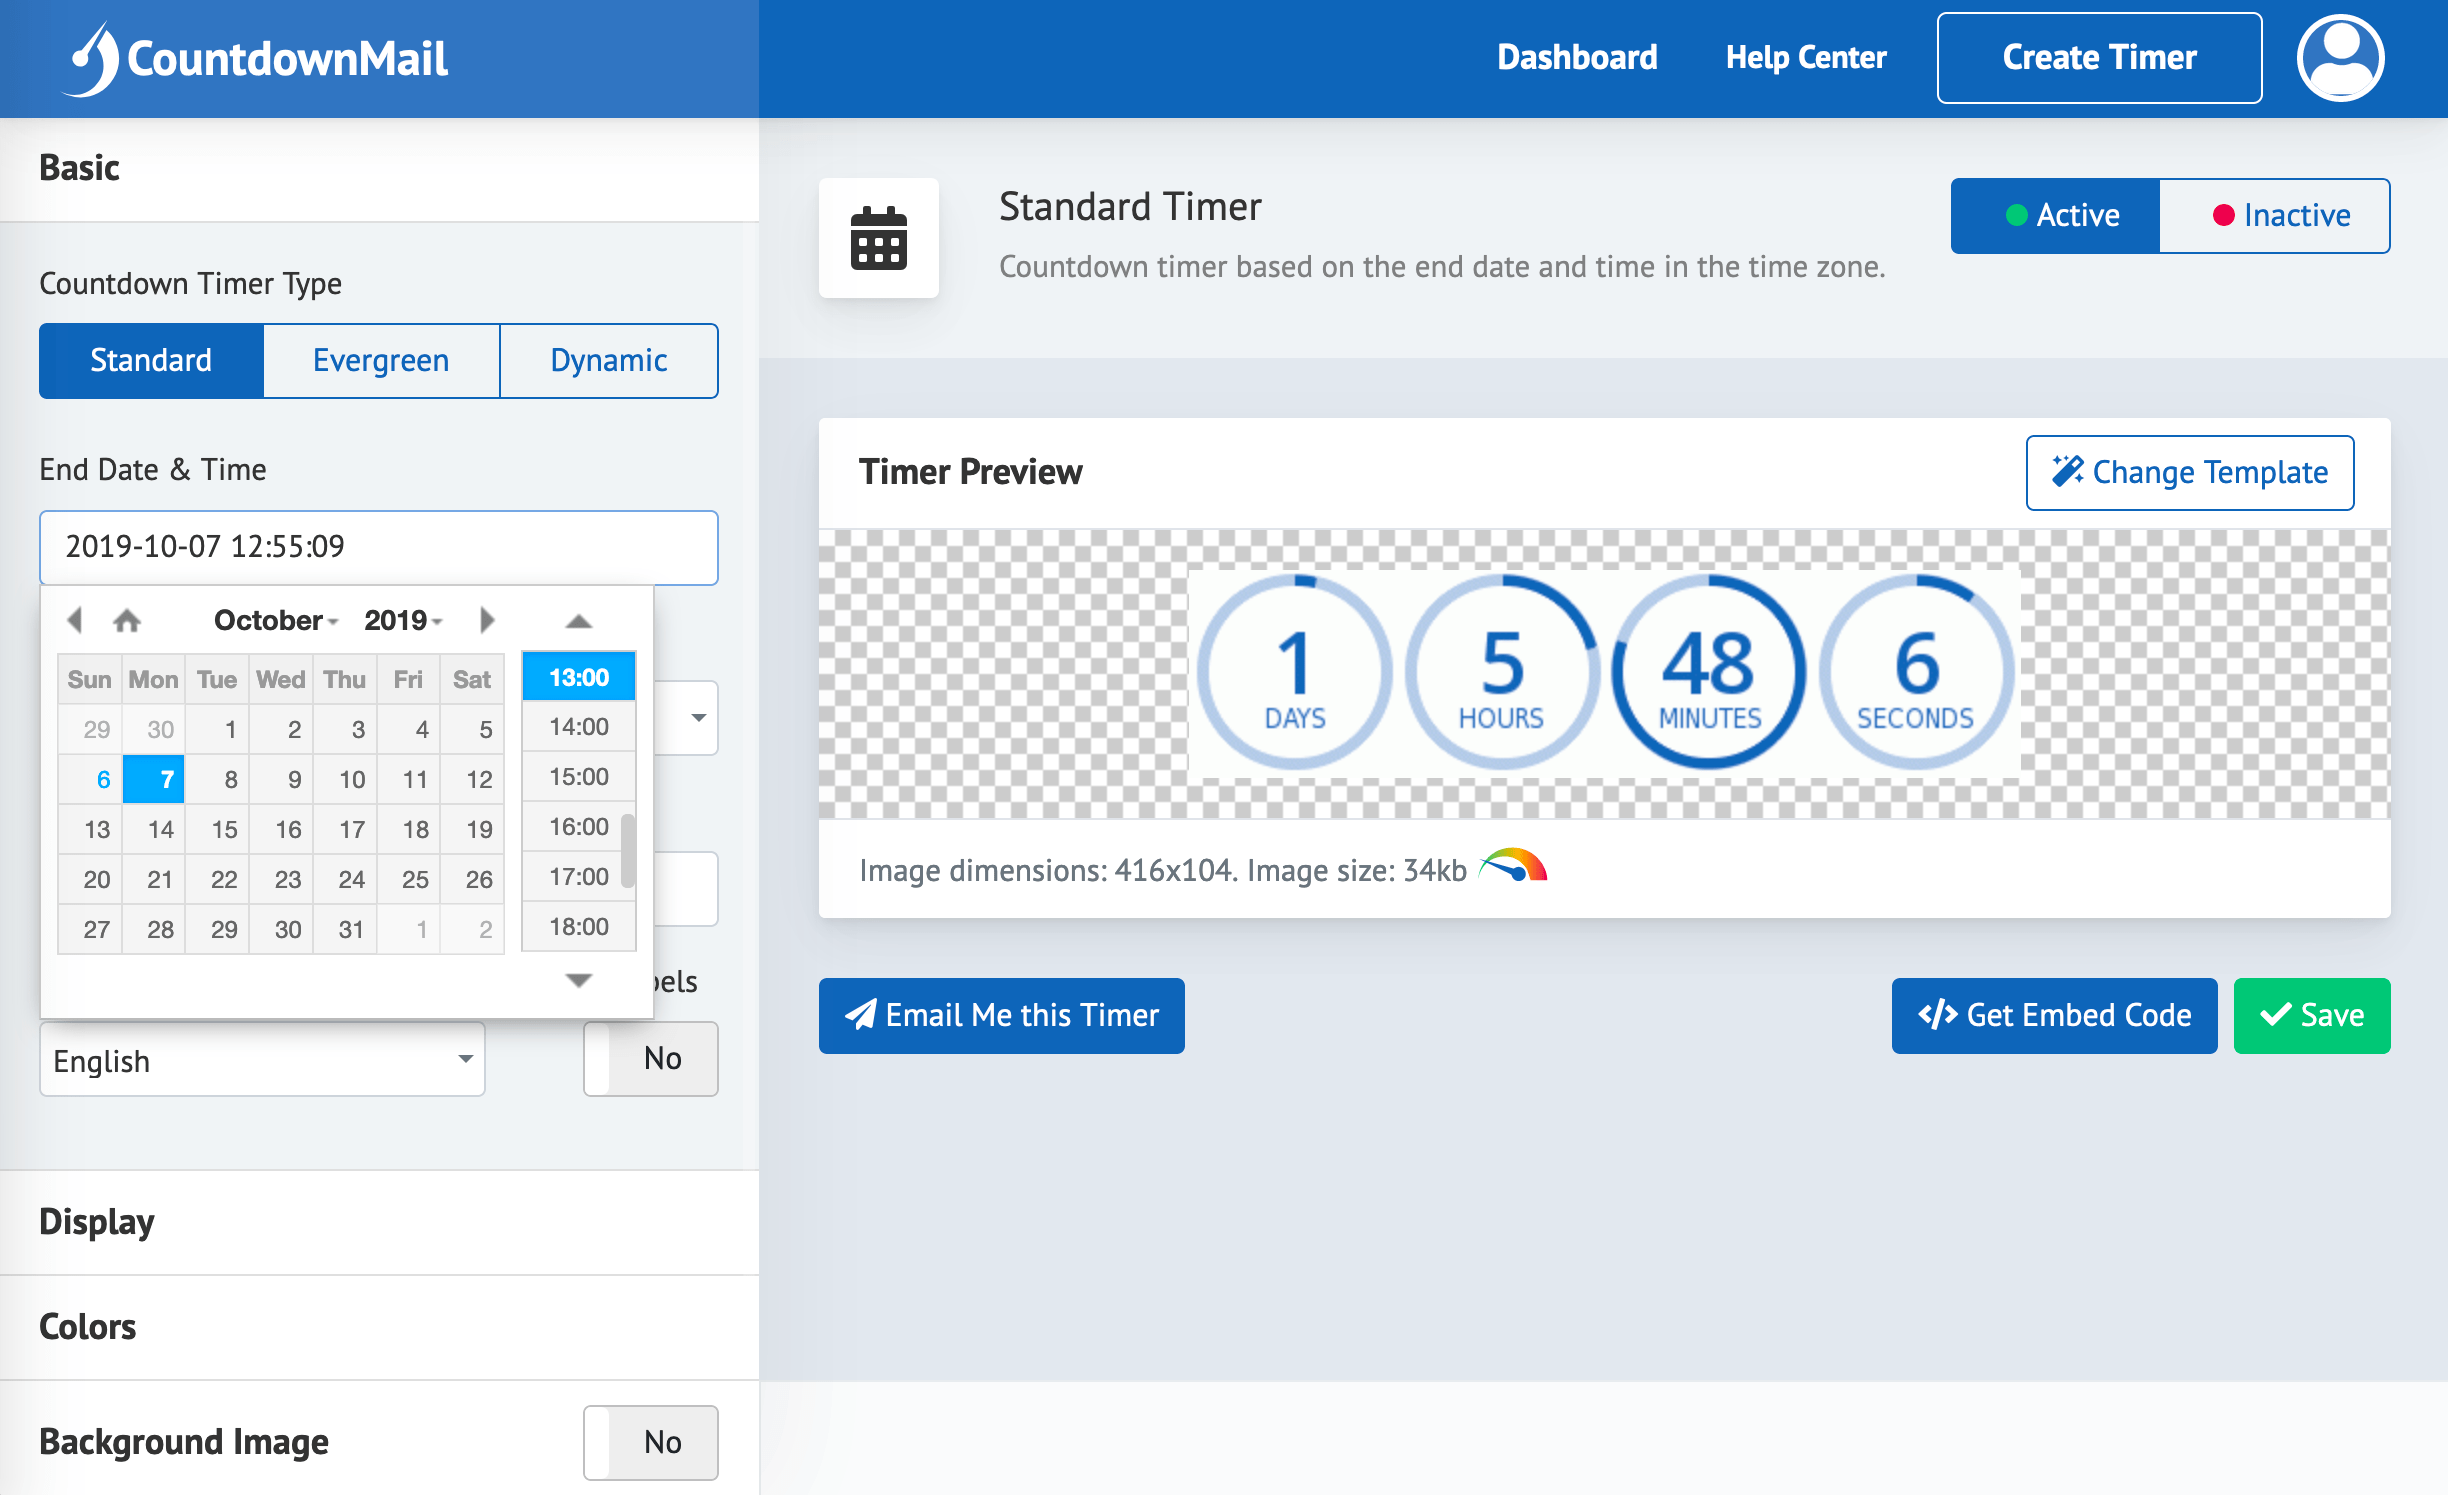 CountdownMail
Dashboard
Help Center
Create Timer
Basic
Countdown Timer Type
Standard
Evergreen
Dynamic
End Date & Time
2019-10-07 12:55:09
October
2019
Sun Mon Tue Wed Thu Fri Sat
29 30 1 2 3 4 5
6 7 8 9 10 11 12
13 14 15 16 17 18 19
20 21 22 23 24 25 26
27 28 29 30 31 1 2
13:00
14:00
15:00
16:00
17:00
18:00
English
No
Display
Colors
Background Image
No
Standard Timer
Countdown timer based on the end date and time in the time zone.
Active
Inactive
Timer Preview
Change Template
1 5 48 6
DAYS HOURS MINUTES SECONDS
Image dimensions: 416x104. Image size: 34kb
Email Me this Timer
Get Embed Code
Save